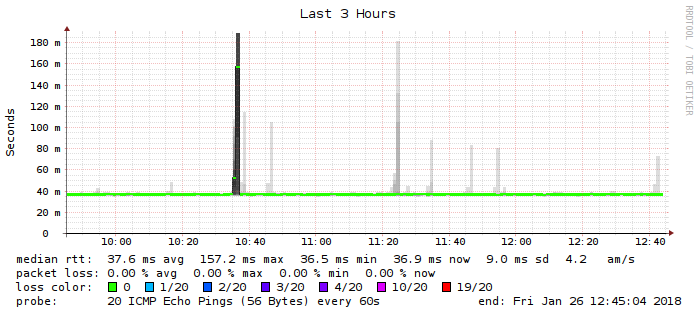 Last 3 Hours
RRDTOOL / TOBI OETIKER
Seconds
180 m
160 m
140 m
120 m
100 m
80 m
60 m
40 m
20 m
0
10:00 10:20 10:40 11:00 11:20 11:40 12:00 12:20 12:40
median rtt: 37.6 ms avg 157.2 ms max 36.5 ms min 36.9 ms now 9.0 ms sd 4.2 am/s
packet loss: 0.00 % avg 0.00 % max 0.00 % min 0.00 % now
loss color: 0 1/20 2/20 3/20 4/20 10/20 19/20
probe: 20 ICMP Echo Pings (56 Bytes) every 60s end: Fri Jan 26 12:45:04 2018